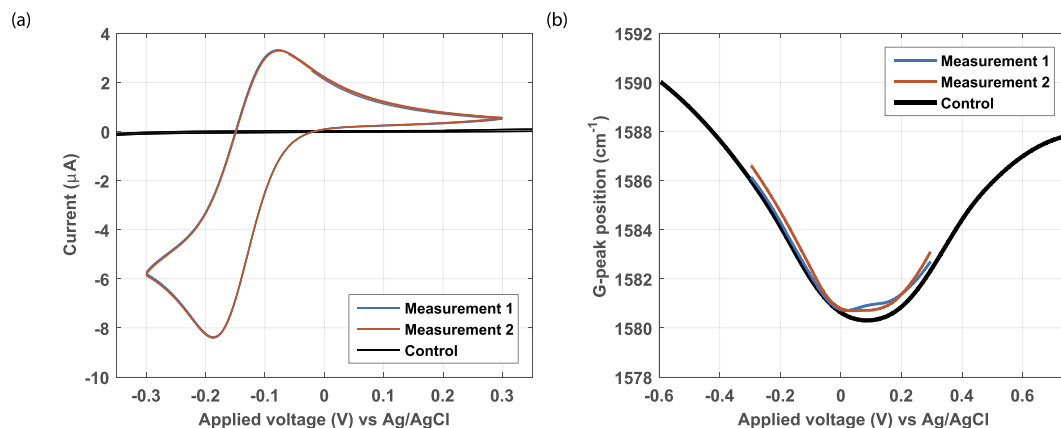 (a)
4
2
0
-2
-4
-6
-8
-10
Current (μA)
-0.3
-0.2
-0.1
0
0.1
0.2
0.3
Applied voltage (V) vs Ag/AgCl
Measurement 1
Measurement 2
Control
(b)
1592
1590
1588
1586
1584
1582
1580
1578
G-peak position (cm⁻¹)
-0.6
-0.4
-0.2
0
0.2
0.4
0.6
Applied voltage (V) vs Ag/AgCl
Measurement 1
Measurement 2
Control